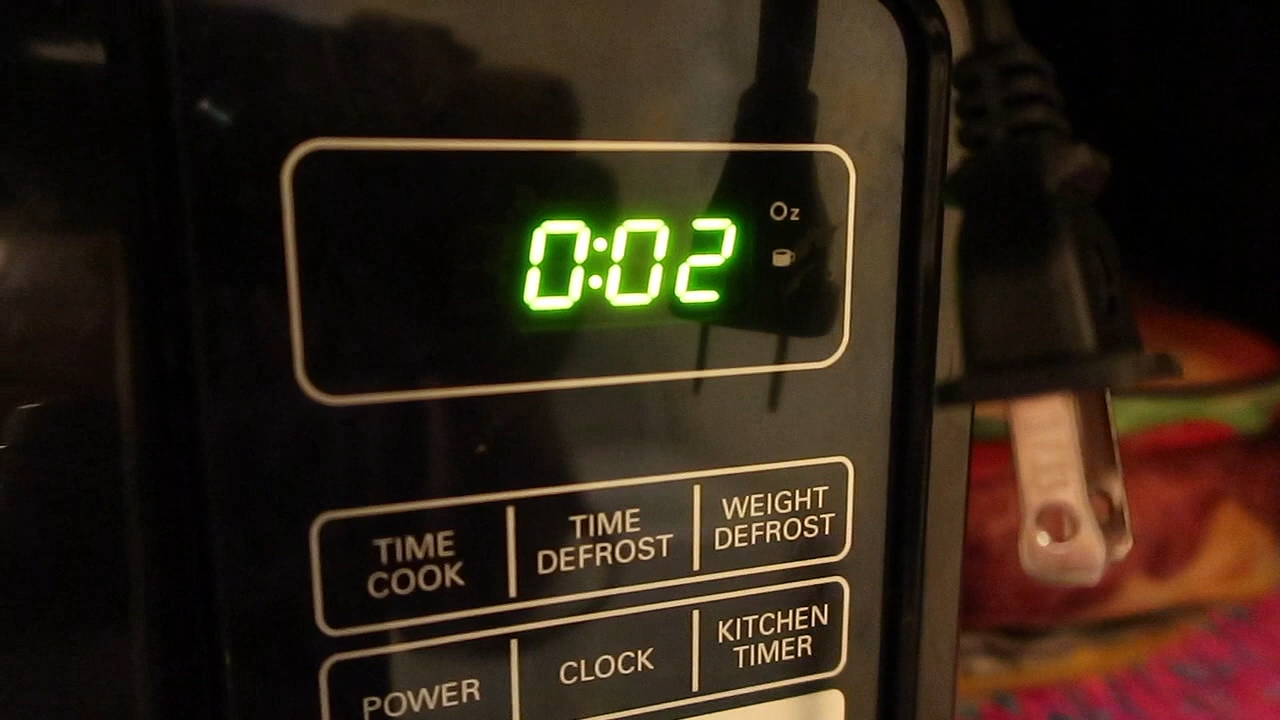 0:02
Oz
TIME
COOK
TIME
DEFROST
WEIGHT
DEFROST
POWER
CLOCK
KITCHEN
TIMER